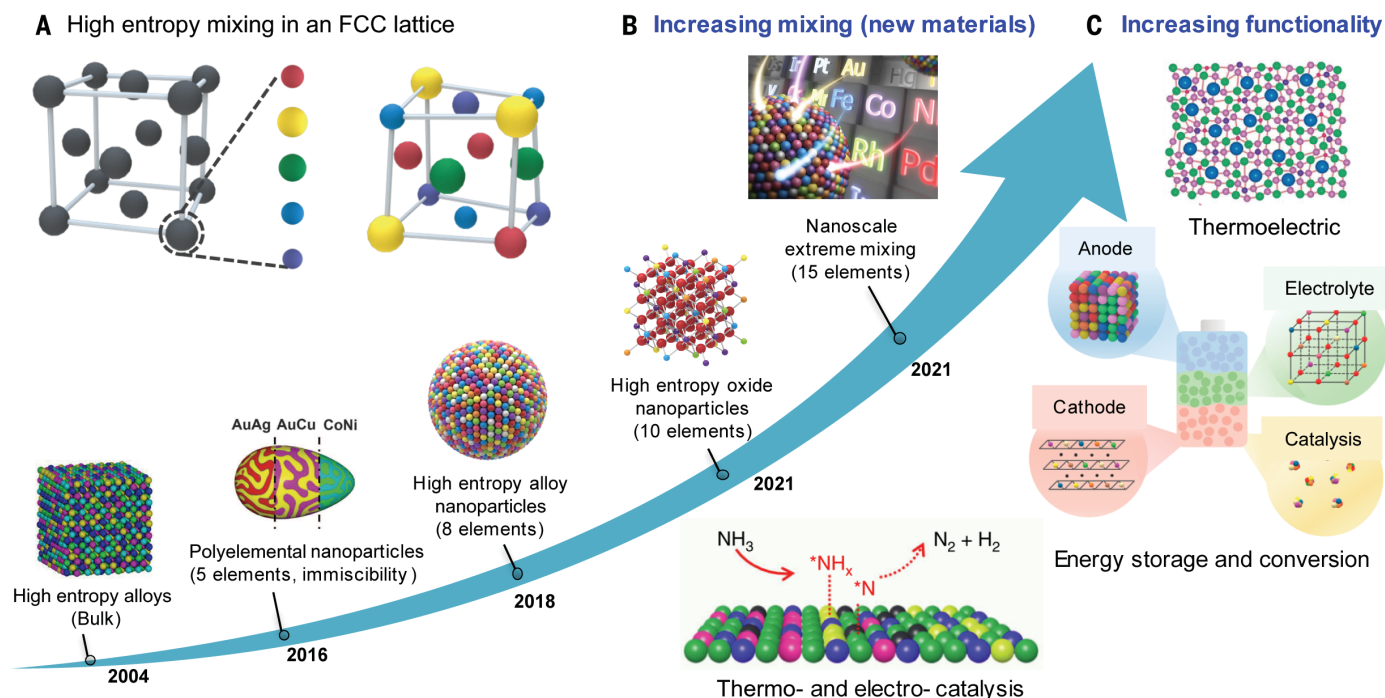 A High entropy mixing in an FCC lattice
B Increasing mixing (new materials)
C Increasing functionality
Ir Pt Au Hg
V Fe Co N
Rh Pd
Nanoscale
extreme mixing
(15 elements)
2021
High entropy oxide
nanoparticles
(10 elements)
2021
High entropy alloy
nanoparticles
(8 elements)
2018
AuAg AuCu CoNi
Polyelemental nanoparticles
(5 elements, immiscibility)
2016
High entropy alloys
(Bulk)
2004
NH₃
*NHₓ
*N
N₂ + H₂
Thermo- and electro- catalysis
Thermoelectric
Anode
Electrolyte
Cathode
Catalysis
Energy storage and conversion